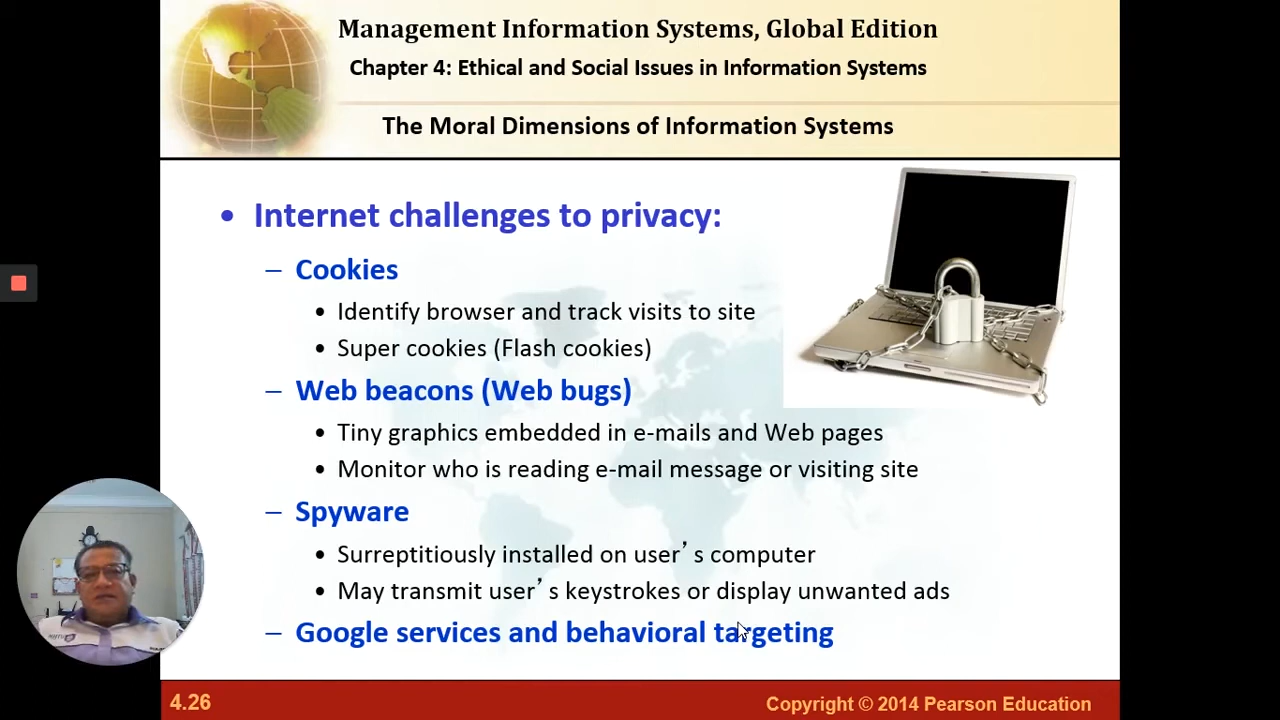 Management Information Systems, Global Edition
Chapter 4: Ethical and Social Issues in Information Systems
The Moral Dimensions of Information Systems
• Internet challenges to privacy:
– Cookies
• Identify browser and track visits to site
• Super cookies (Flash cookies)
– Web beacons (Web bugs)
• Tiny graphics embedded in e-mails and Web pages
• Monitor who is reading e-mail message or visiting site
– Spyware
• Surreptitiously installed on user’s computer
• May transmit user’s keystrokes or display unwanted ads
– Google services and behavioral targeting
4.26
Copyright © 2014 Pearson Education